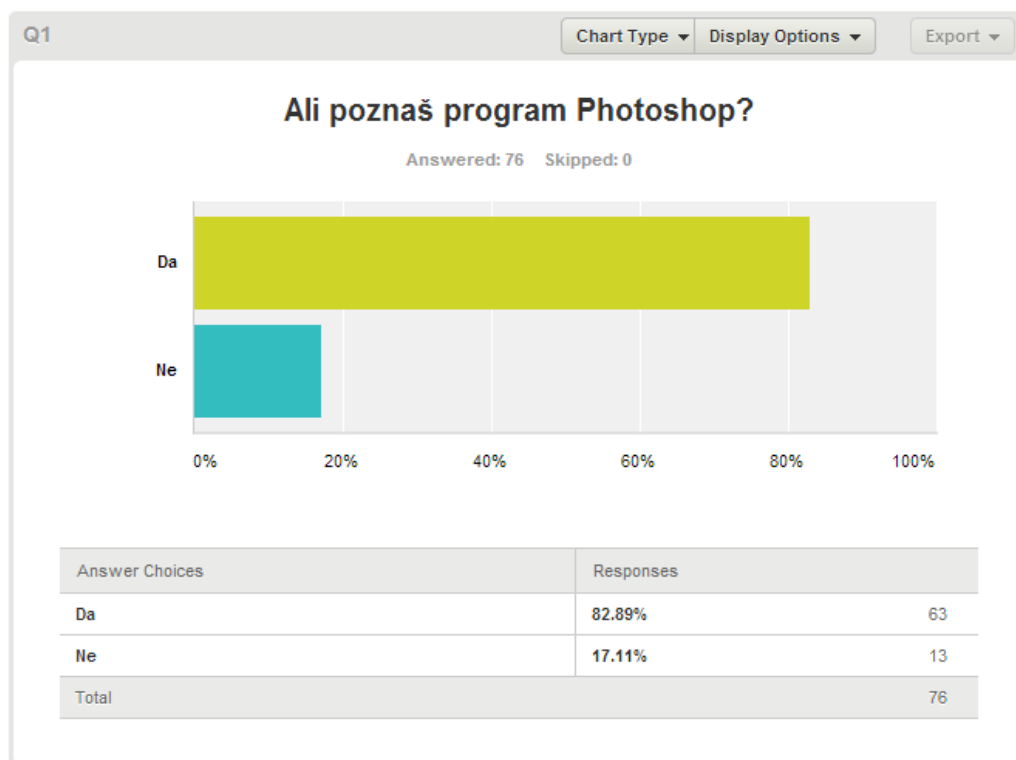 Q1 Chart Type Display Options Export
Ali poznaš program Photoshop?
Answered: 76 Skipped: 0
Da
Ne
0% 20% 40% 60% 80% 100%
Answer Choices Responses
Da 82.89% 63
Ne 17.11% 13
Total 76